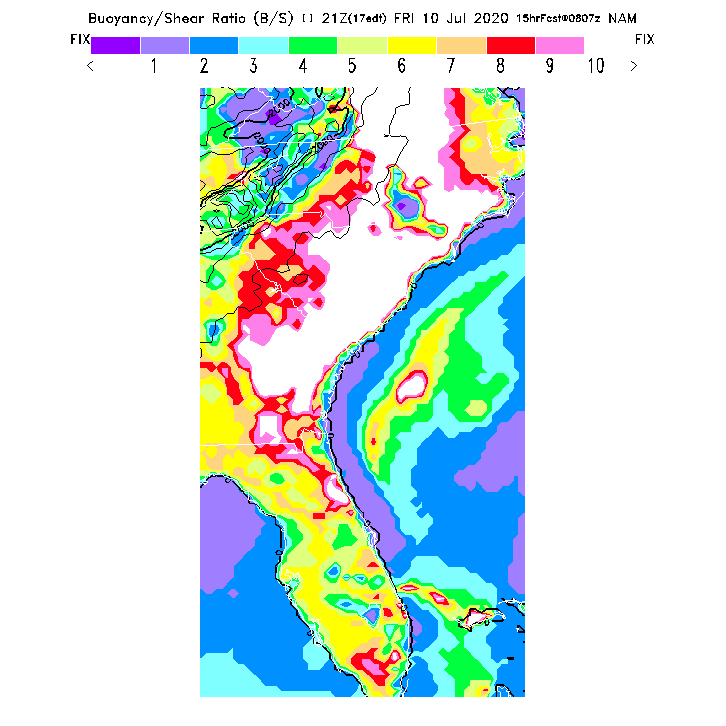 Buoyancy/Shear Ratio (B/S) [] 21Z(17edt) FRI 10 Jul 2020 15hrFcst@0807z NAM
FIX FIX
< 1 2 3 4 5 6 7 8 9 10 >
2000